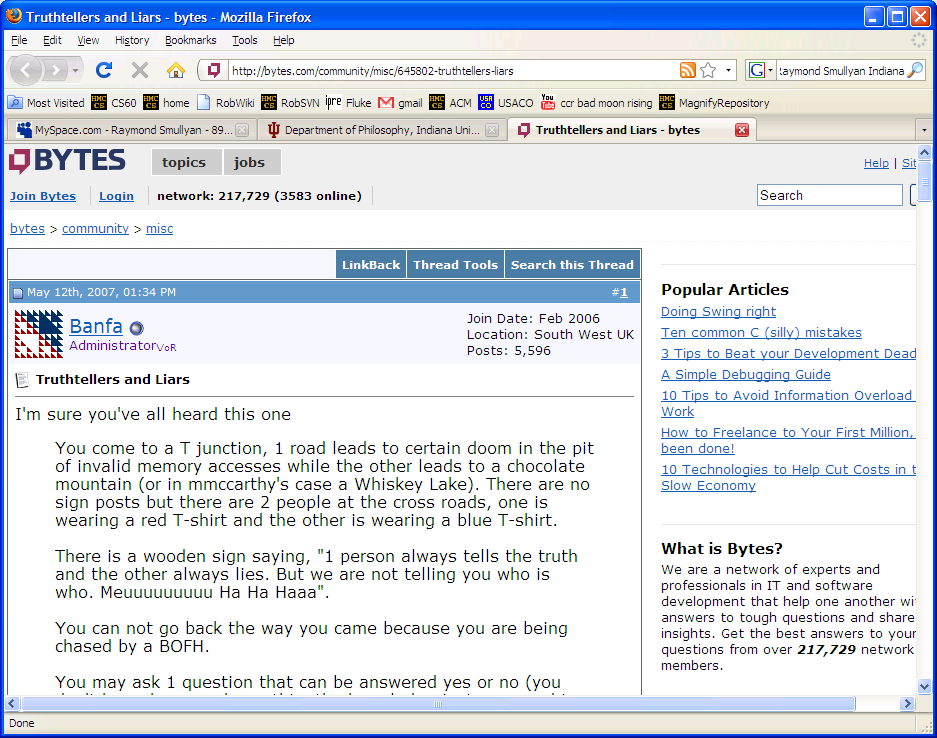 Truthtellers and Liars - bytes - Mozilla Firefox
File Edit View History Bookmarks Tools Help
http://bytes.com/community/misc/645802-truthtellers-liars
G
aymond Smullyan Indiana
Most Visited HMC CS CS60 HMC CS home RobWiki HMC CS RobSVN ipre Fluke gmail HMC CS ACM USACO USACO You Tube ccr bad moon rising HMC CS MagnifyRepository
MySpace.com - Raymond Smullyan - 89... Department of Philosophy, Indiana Uni... Truthtellers and Liars - bytes
BYTES topics jobs Help | Sit
Join Bytes Login network: 217,729 (3583 online)
Search
bytes > community > misc
LinkBack Thread Tools Search this Thread
May 12th, 2007, 01:34 PM #1
Banfa
AdministratorVoR
Join Date: Feb 2006
Location: South West UK
Posts: 5,596
Truthtellers and Liars
I'm sure you've all heard this one
You come to a T junction, 1 road leads to certain doom in the pit
of invalid memory accesses while the other leads to a chocolate
mountain (or in mmccarthy's case a Whiskey Lake). There are no
sign posts but there are 2 people at the cross roads, one is
wearing a red T-shirt and the other is wearing a blue T-shirt.
There is a wooden sign saying, "1 person always tells the truth
and the other always lies. But we are not telling you who is
who. Meuuuuuuuuu Ha Ha Haaa".
You can not go back the way you came because you are being
chased by a BOFH.
You may ask 1 question that can be answered yes or no (you
Popular Articles
Doing Swing right
Ten common C (silly) mistakes
3 Tips to Beat your Development Dead
A Simple Debugging Guide
10 Tips to Avoid Information Overload
Work
How to Freelance to Your First Million,
been done!
10 Technologies to Help Cut Costs in t
Slow Economy
What is Bytes?
We are a network of experts and
professionals in IT and software
development that help one another wi
answers to tough questions and share
insights. Get the best answers to your
questions from over 217,729 network
members.
Done